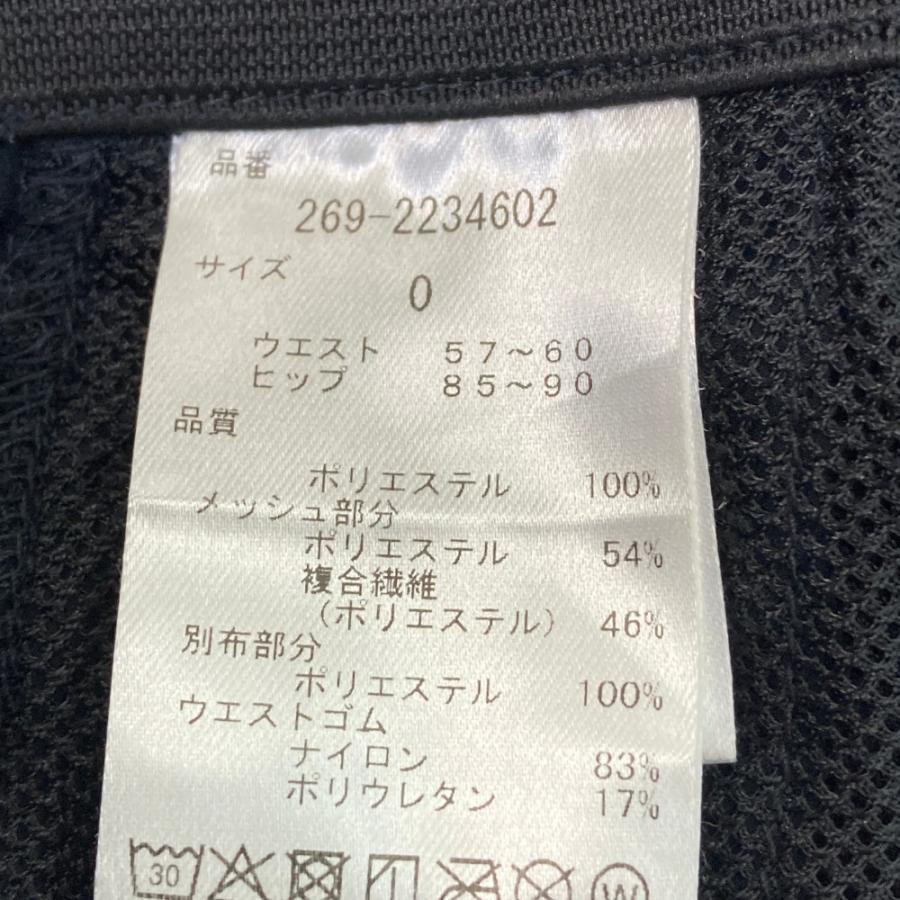 品番
269-2234602
サイズ
0
ウエスト 57～60
ヒップ 85～90
品質
ポリエステル 100%
メッシュ部分
ポリエステル 54%
複合繊維
(ポリエステル) 46%
別布部分
ポリエステル 100%
ウエストゴム
ナイロン 83%
ポリウレタン 17%
30 W